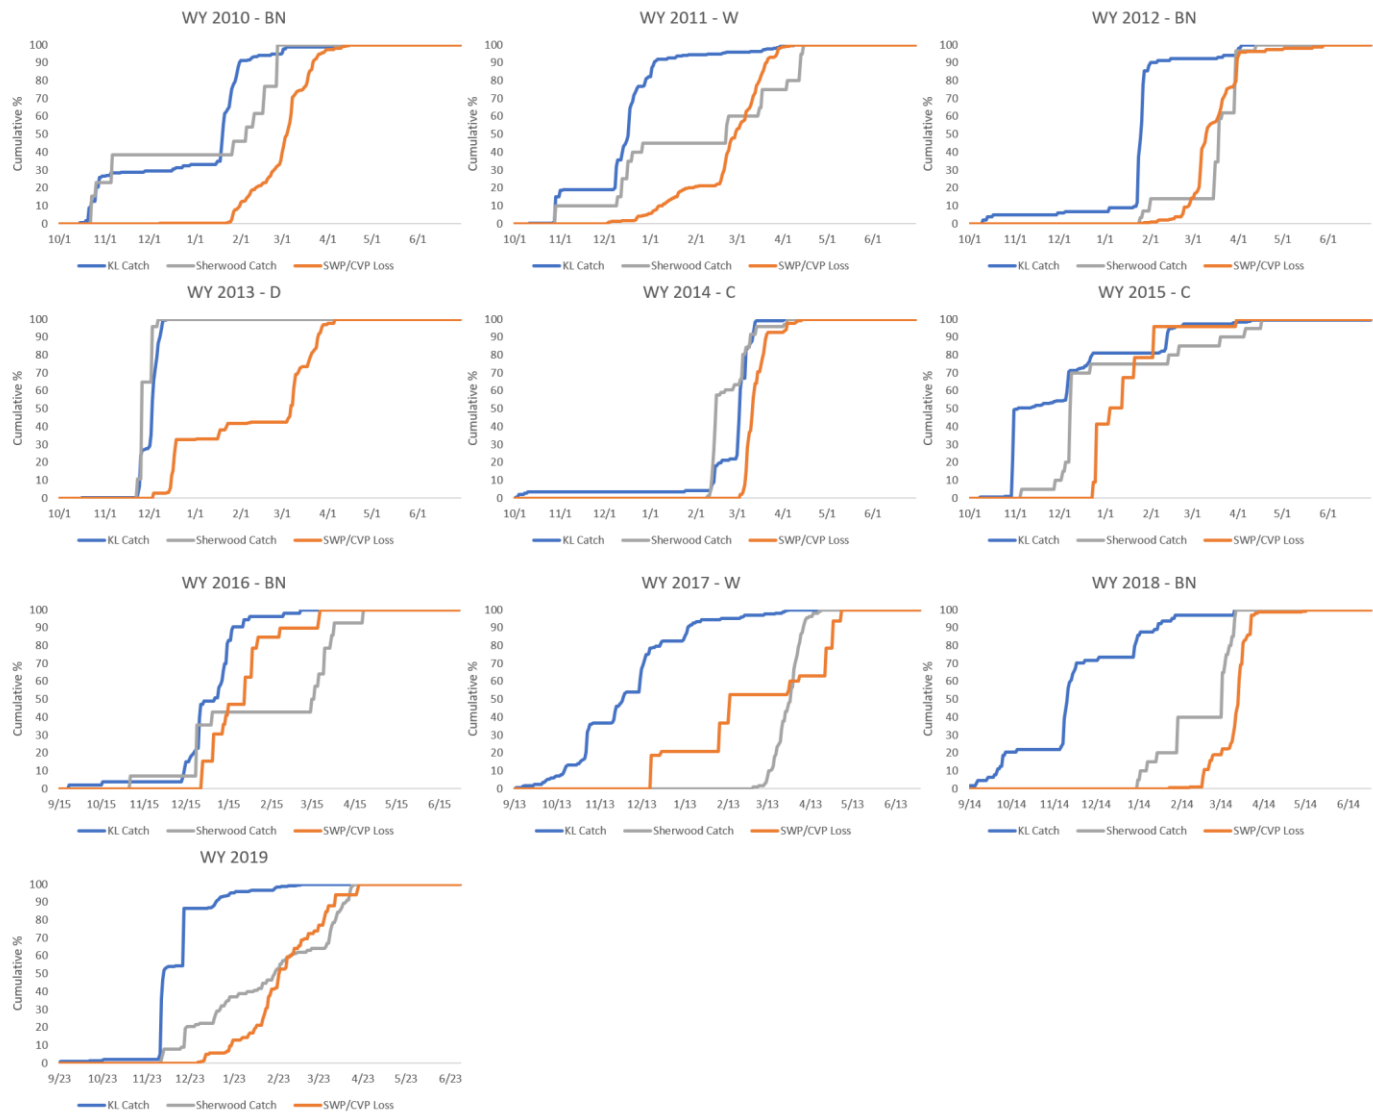 WY 2010 - BN
Cumulative %
100
90
80
70
60
50
40
30
20
10
0
10/1 11/1 12/1 1/1 2/1 3/1 4/1 5/1 6/1
KL Catch Sherwood Catch SWP/CVP Loss
WY 2011 - W
Cumulative %
100
90
80
70
60
50
40
30
20
10
0
10/1 11/1 12/1 1/1 2/1 3/1 4/1 5/1 6/1
KL Catch Sherwood Catch SWP/CVP Loss
WY 2012 - BN
Cumulative %
100
90
80
70
60
50
40
30
20
10
0
10/1 11/1 12/1 1/1 2/1 3/1 4/1 5/1 6/1
KL Catch Sherwood Catch SWP/CVP Loss
WY 2013 - D
Cumulative %
100
90
80
70
60
50
40
30
20
10
0
10/1 11/1 12/1 1/1 2/1 3/1 4/1 5/1 6/1
KL Catch Sherwood Catch SWP/CVP Loss
WY 2014 - C
Cumulative %
100
90
80
70
60
50
40
30
20
10
0
10/1 11/1 12/1 1/1 2/1 3/1 4/1 5/1 6/1
KL Catch Sherwood Catch SWP/CVP Loss
WY 2015 - C
Cumulative %
100
90
80
70
60
50
40
30
20
10
0
10/1 11/1 12/1 1/1 2/1 3/1 4/1 5/1 6/1
KL Catch Sherwood Catch SWP/CVP Loss
WY 2016 - BN
Cumulative %
100
90
80
70
60
50
40
30
20
10
0
9/15 10/15 11/15 12/15 1/15 2/15 3/15 4/15 5/15 6/15
KL Catch Sherwood Catch SWP/CVP Loss
WY 2017 - W
Cumulative %
100
90
80
70
60
50
40
30
20
10
0
9/13 10/13 11/13 12/13 1/13 2/13 3/13 4/13 5/13 6/13
KL Catch Sherwood Catch SWP/CVP Loss
WY 2018 - BN
Cumulative %
100
90
80
70
60
50
40
30
20
10
0
9/14 10/14 11/14 12/14 1/14 2/14 3/14 4/14 5/14 6/14
KL Catch Sherwood Catch SWP/CVP Loss
WY 2019
Cumulative %
100
90
80
70
60
50
40
30
20
10
0
9/23 10/23 11/23 12/23 1/23 2/23 3/23 4/23 5/23 6/23
KL Catch Sherwood Catch SWP/CVP Loss